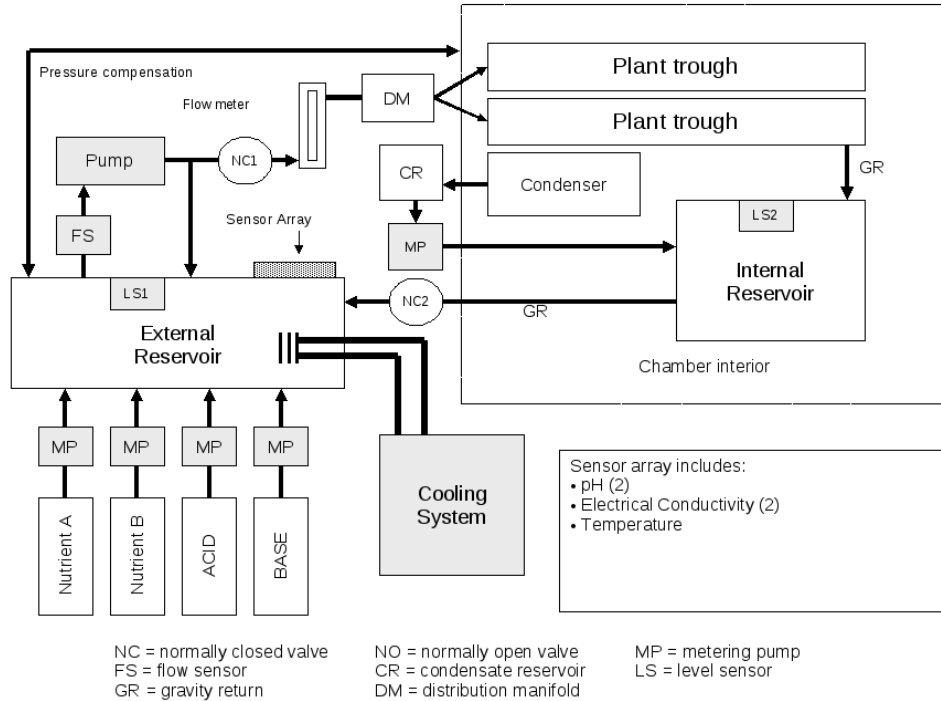 Plant trough
Pressure compensation
Flow meter
DM
Plant trough
Pump
NC1
CR
Condenser
GR
FS
Sensor Array
MP
LS2
Internal
Reservoir
LS1
NC2
GR
External
Reservoir
Chamber interior
MP
MP
MP
MP
Cooling
System
Nutrient A
Nutrient B
ACID
BASE
Sensor array includes:
• pH (2)
• Electrical Conductivity (2)
• Temperature
NC = normally closed valve
FS = flow sensor
GR = gravity return
NO = normally open valve
CR = condensate reservoir
DM = distribution manifold
MP = metering pump
LS = level sensor